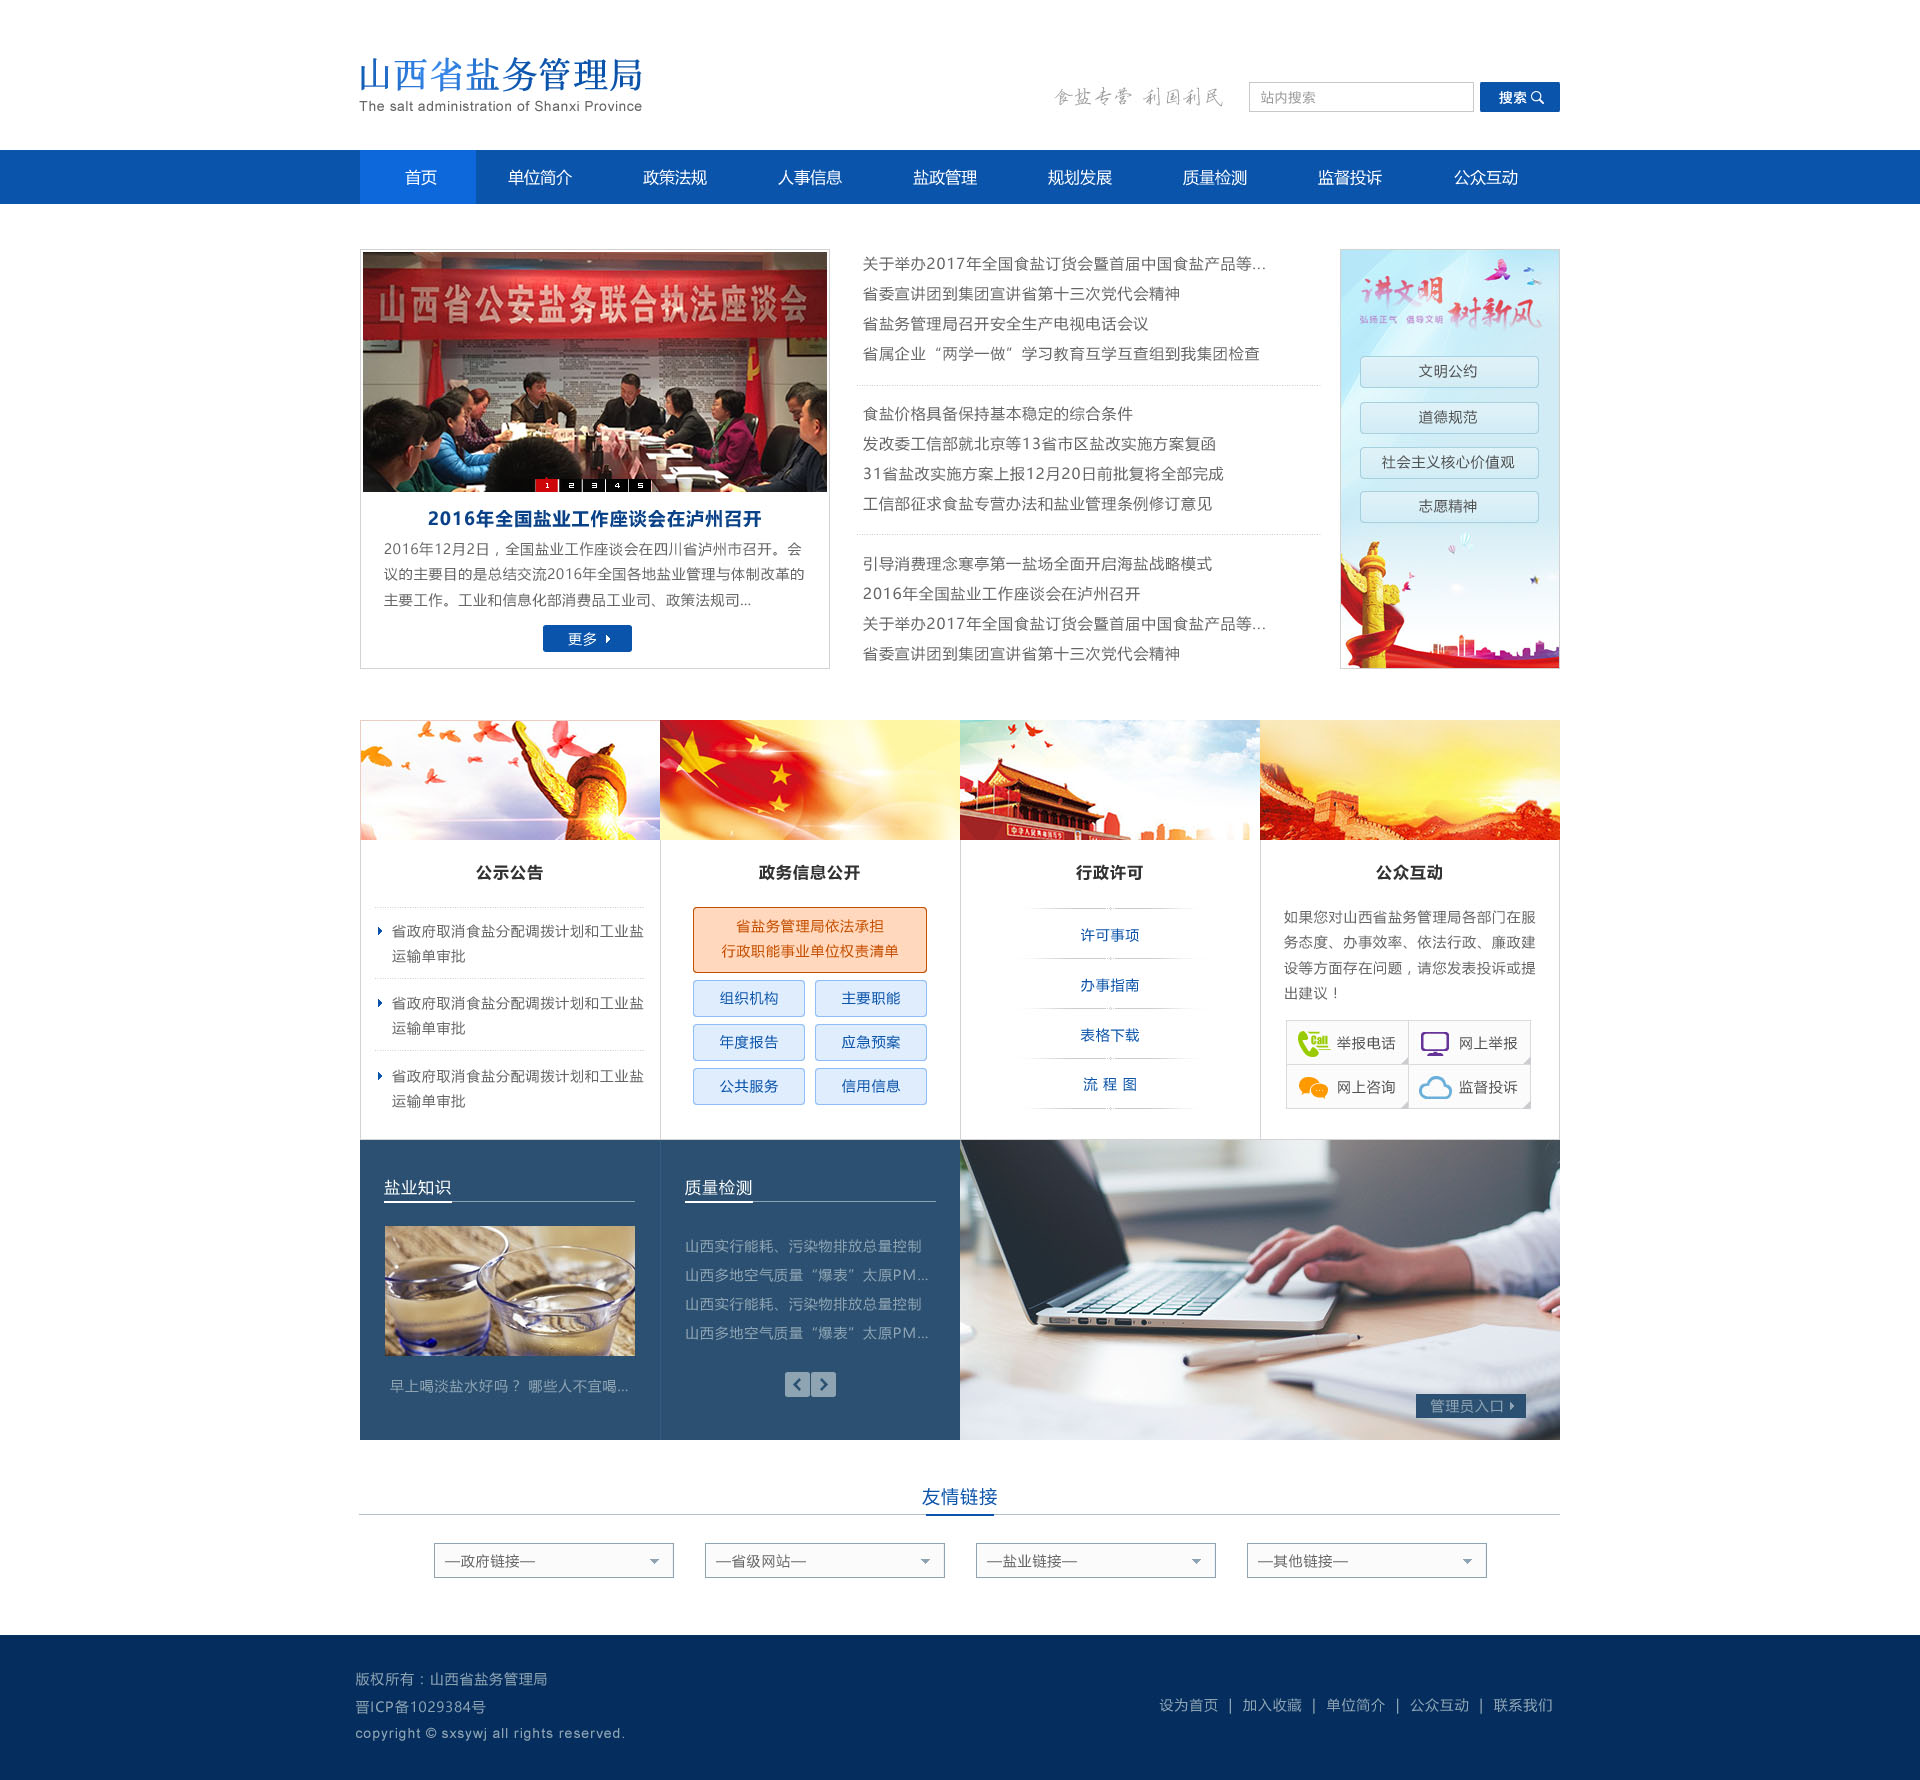 山西省盐务管理局
The salt administration of Shanxi Province
食盐专营 利国利民
站内搜索
搜索
首页
单位简介
政策法规
人事信息
盐政管理
规划发展
质量检测
监督投诉
公众互动
山西省公安盐务联合执法座谈会
1 2 3 4 5
2016年全国盐业工作座谈会在泸州召开
2016年12月2日，全国盐业工作座谈会在四川省泸州市召开。会
议的主要目的是总结交流2016年全国各地盐业管理与体制改革的
主要工作。工业和信息化部消费品工业司、政策法规司...
更多
关于举办2017年全国食盐订货会暨首届中国食盐产品等...
省委宣讲团到集团宣讲省第十三次党代会精神
省盐务管理局召开安全生产电视电话会议
省属企业“两学一做”学习教育互学互查组到我集团检查
食盐价格具备保持基本稳定的综合条件
发改委工信部就北京等13省市区盐改实施方案复函
31省盐改实施方案上报12月20日前批复将全部完成
工信部征求食盐专营办法和盐业管理条例修订意见
引导消费理念寒亭第一盐场全面开启海盐战略模式
2016年全国盐业工作座谈会在泸州召开
关于举办2017年全国食盐订货会暨首届中国食盐产品等...
省委宣讲团到集团宣讲省第十三次党代会精神
讲文明
树新风
弘扬正气 倡导文明
文明公约
道德规范
社会主义核心价值观
志愿精神
公示公告
省政府取消食盐分配调拨计划和工业盐
运输单审批
省政府取消食盐分配调拨计划和工业盐
运输单审批
省政府取消食盐分配调拨计划和工业盐
运输单审批
政务信息公开
省盐务管理局依法承担
行政职能事业单位权责清单
组织机构
主要职能
年度报告
应急预案
公共服务
信用信息
行政许可
许可事项
办事指南
表格下载
流 程 图
公众互动
如果您对山西省盐务管理局各部门在服
务态度、办事效率、依法行政、廉政建
设等方面存在问题，请您发表投诉或提
出建议！
Call
举报电话
网上举报
网上咨询
监督投诉
盐业知识
早上喝淡盐水好吗？ 哪些人不宜喝...
质量检测
山西实行能耗、污染物排放总量控制
山西多地空气质量“爆表”太原PM...
山西实行能耗、污染物排放总量控制
山西多地空气质量“爆表”太原PM...
管理员入口
友情链接
—政府链接—
—省级网站—
—盐业链接—
—其他链接—
版权所有：山西省盐务管理局
晋ICP备1029384号
copyright © sxsywj all rights reserved.
设为首页 | 加入收藏 | 单位简介 | 公众互动 | 联系我们